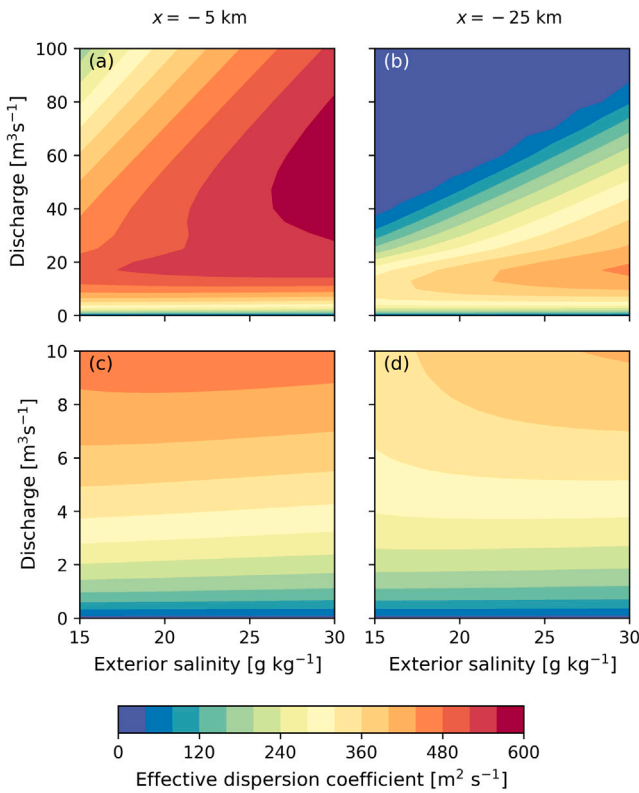 x = − 5 km
x = − 25 km
(a)
Discharge [m³s⁻¹]
100
80
60
40
20
0
(b)
(c)
Discharge [m³s⁻¹]
10
8
6
4
2
0
15 20 25 30
Exterior salinity [g kg⁻¹]
(d)
15 20 25 30
Exterior salinity [g kg⁻¹]
0 120 240 360 480 600
Effective dispersion coefficient [m² s⁻¹]